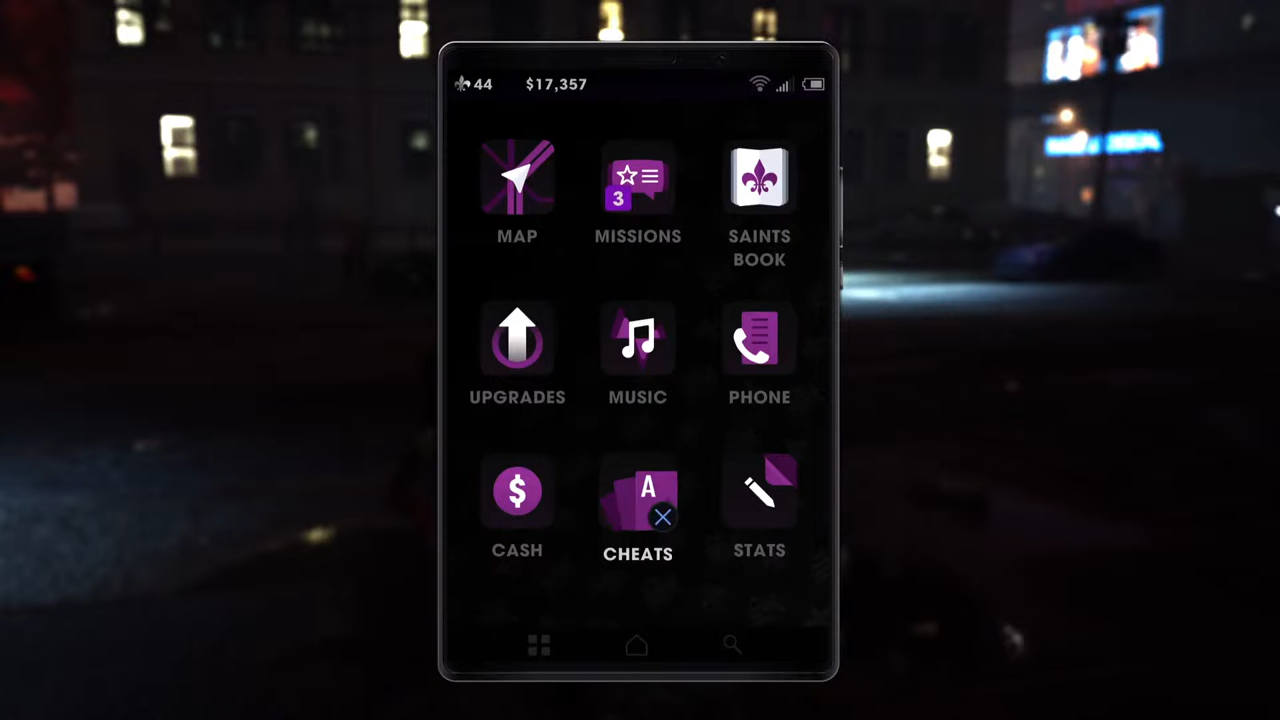 44 $17,357
3
MAP MISSIONS SAINTS
BOOK
UPGRADES MUSIC PHONE
$ A
CASH CHEATS STATS